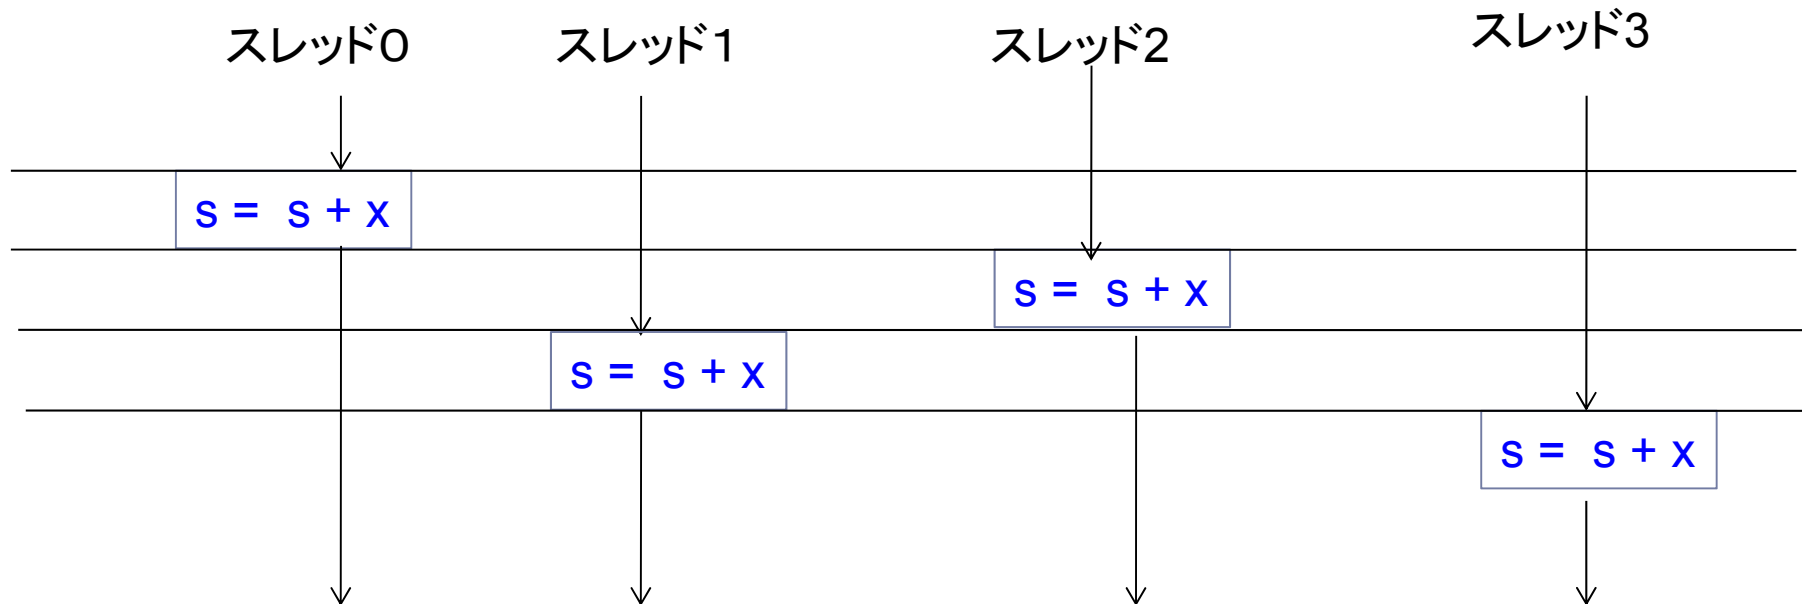 スレッド0
スレッド1
スレッド2
スレッド3
s = s + x
s = s + x
s = s + x
s = s + x